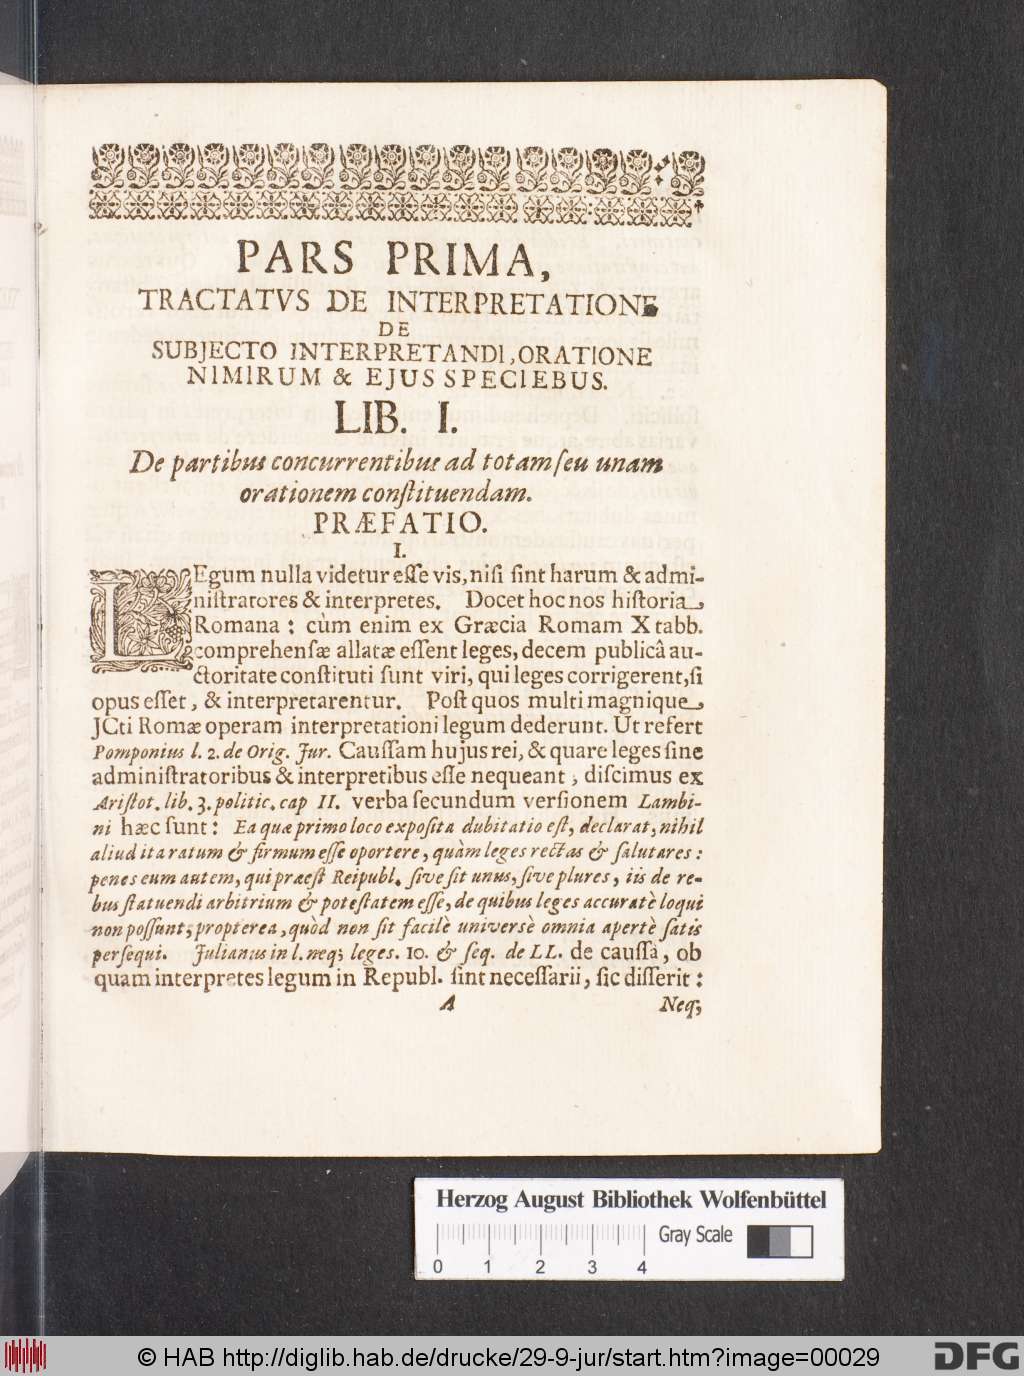 PARS PRIMA,
TRACTATVS DE INTERPRETATIONE
DE
SUBJECTO INTERPRETANDI, ORATIONE
NIMIRUM & EJUS SPECIEBUS.
LIB. I.
De partibus concurrentibus ad totam ſeu unam
orationem conſtituendam.
PRÆFATIO.
I.
LEgum nulla videtur eſſe vis, niſi ſint harum & admi-
niſtratores & interpretes. Docet hoc nos hiſtoria
Romana: cùm enim ex Græcia Romam X tabb.
comprehenſæ allatæ eſſent leges, decem publicâ au-
ctoritate conſtituti ſunt viri, qui leges corrigerent, ſi
opus eſſet, & interpretarentur. Poſt quos multi magnique
JCti Romæ operam interpretationi legum dederunt. Ut refert
Pomponius l. 2. de Orig. Jur. Cauſſam hujus rei, & quare leges ſine
adminiſtratoribus & interpretibus eſſe nequeant, diſcimus ex
Ariſtot. lib. 3. politic. cap II. verba ſecundum verſionem Lambi-
ni hæc ſunt: Ea quæ primo loco expoſita dubitatio eſt, declarat, nihil
aliud ita ratum & firmum eſſe oportere, quàm leges rectas & ſalutares:
penes eum autem, qui præeſt Reipubl. ſive ſit unus, ſive plures, iis de re-
bus ſtatuendi arbitrium & poteſtatem eſſe, de quibus leges accuratè loqui
non poſſunt; propterea, quòd non ſit facilè universè omnia apertè ſatis
perſequi. Julianus in l. neq; leges. 10. & ſeq. de LL. de cauſſà, ob
quam interpretes legum in Republ. ſint neceſſarii, ſic diſſerit:
A Neq;
Herzog August Bibliothek Wolfenbüttel
Gray Scale
0 1 2 3 4
© HAB http://diglib.hab.de/drucke/29-9-jur/start.htm?image=00029
DFG